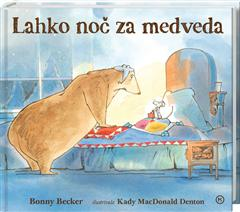 Lahko noč za medveda
Bonny Becker ilustrirala Kady MacDonald Denton